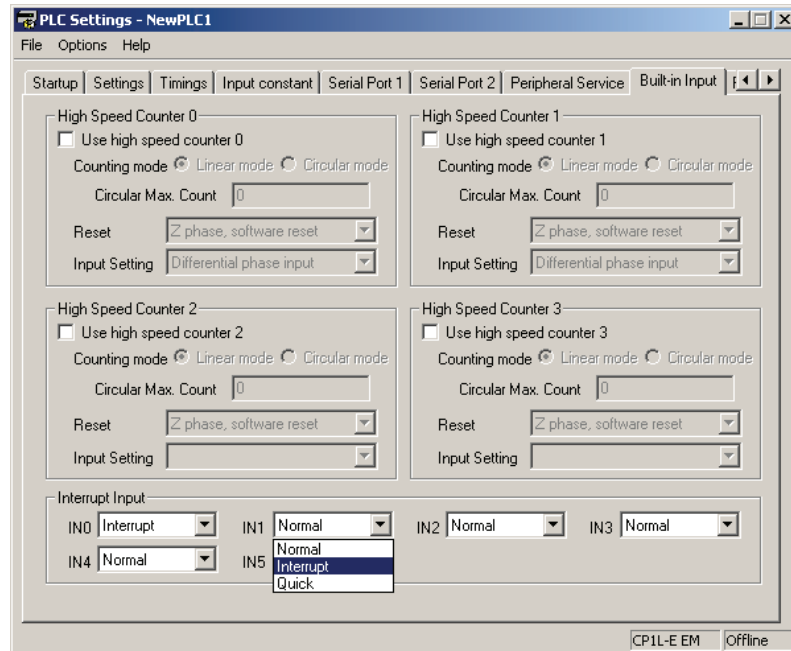 PLC Settings - NewPLC1
File Options Help
Startup Settings Timings Input constant Serial Port 1 Serial Port 2 Peripheral Service Built-in Input
High Speed Counter 0
Use high speed counter 0
Counting mode Linear mode Circular mode
Circular Max. Count 0
Reset Z phase, software reset
Input Setting Differential phase input
High Speed Counter 1
Use high speed counter 1
Counting mode Linear mode Circular mode
Circular Max. Count 0
Reset Z phase, software reset
Input Setting Differential phase input
High Speed Counter 2
Use high speed counter 2
Counting mode Linear mode Circular mode
Circular Max. Count 0
Reset Z phase, software reset
Input Setting
High Speed Counter 3
Use high speed counter 3
Counting mode Linear mode Circular mode
Circular Max. Count 0
Reset Z phase, software reset
Input Setting
Interrupt Input
IN0 Interrupt IN1 Normal IN2 Normal IN3 Normal
Normal
IN4 Normal IN5 Interrupt
Quick
CP1L-E EM Offline